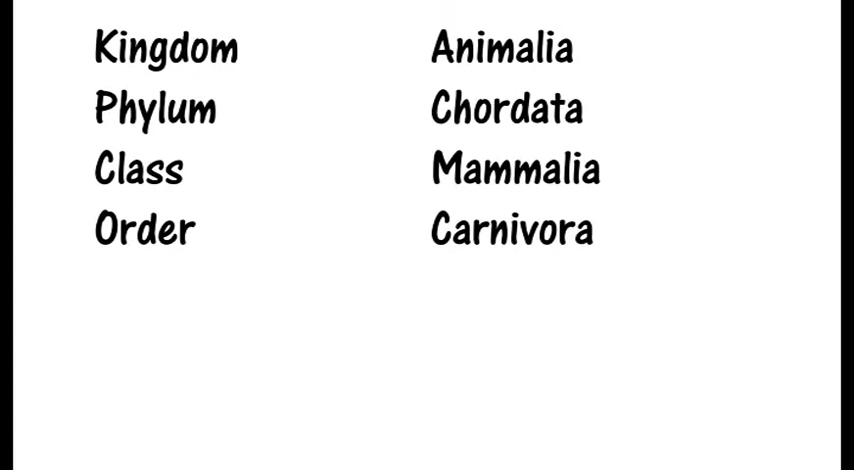 Kingdom Animalia
Phylum Chordata
Class Mammalia
Order Carnivora